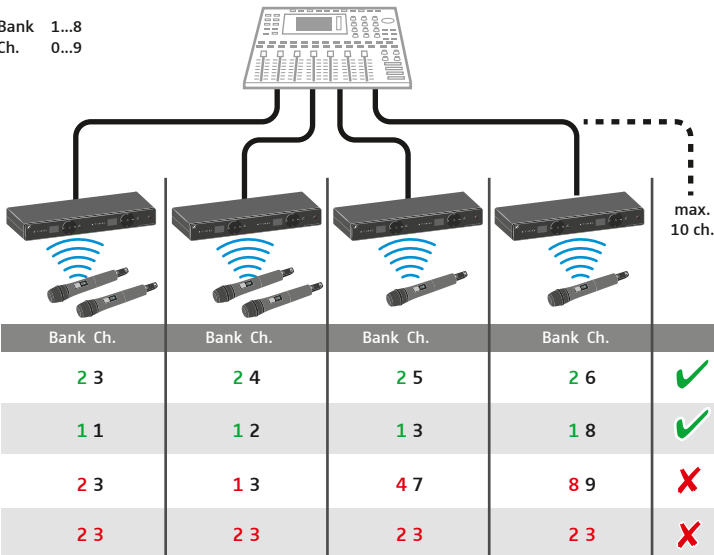 Bank 1...8
Ch. 0...9
max.
10 ch.
Bank Ch. Bank Ch. Bank Ch. Bank Ch.
2 3 2 4 2 5 2 6 ✔
1 1 1 2 1 3 1 8 ✔
2 3 1 3 4 7 8 9 ✘
2 3 2 3 2 3 2 3 ✘